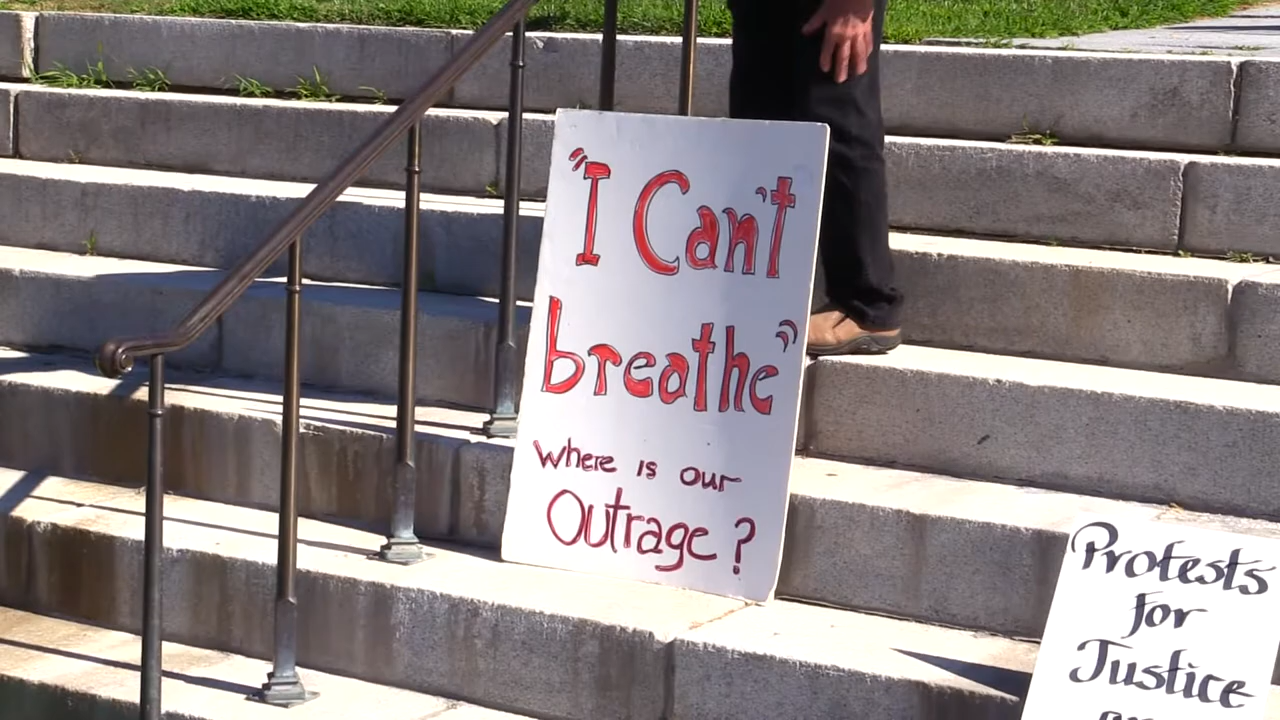 "I Can't
breathe"
where is our
Outrage?
Protests
for
Justice